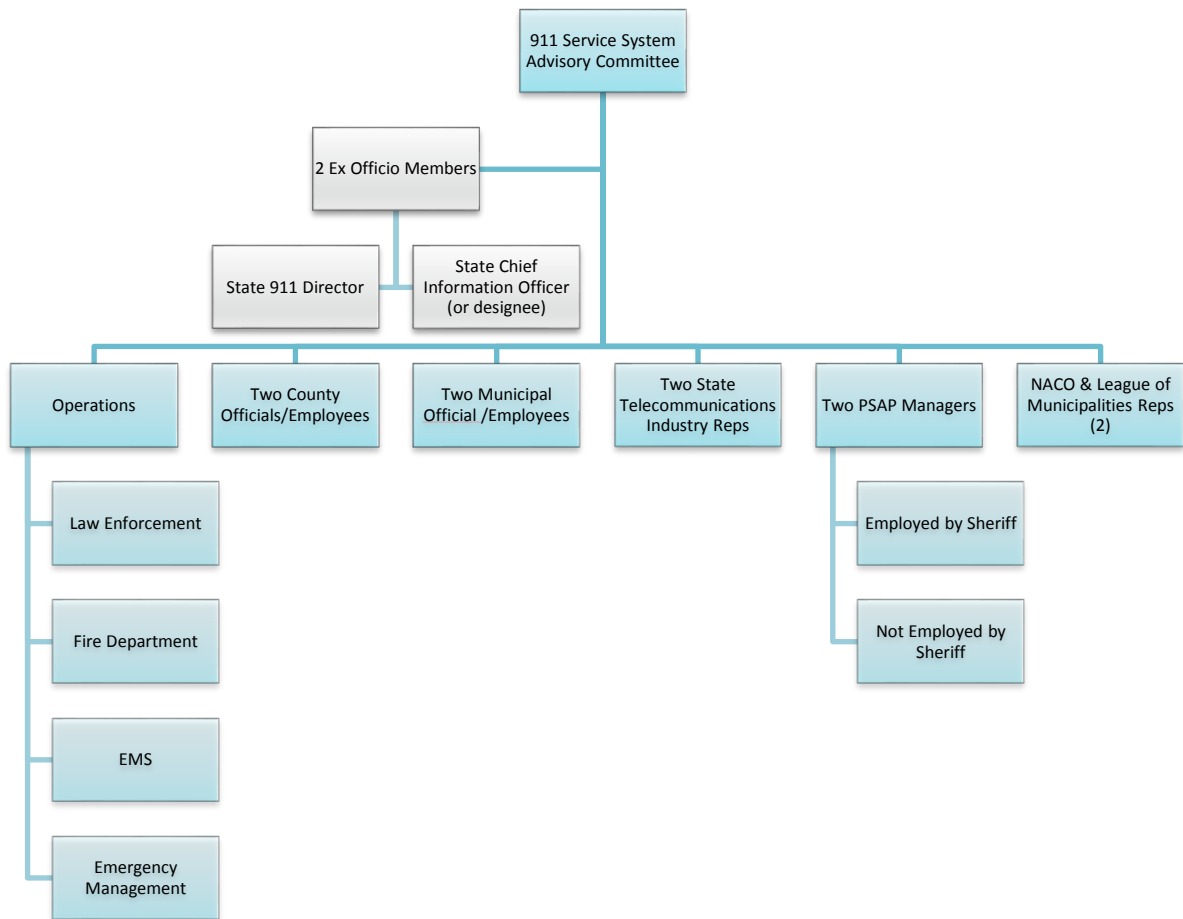 911 Service System
Advisory Committee
2 Ex Officio Members
State 911 Director
State Chief
Information Officer
(or designee)
Operations
Two County
Officials/Employees
Two Municipal
Official /Employees
Two State
Telecommunications
Industry Reps
Two PSAP Managers
NACO & League of
Municipalities Reps
(2)
Law Enforcement
Fire Department
EMS
Emergency
Management
Employed by Sheriff
Not Employed by
Sheriff